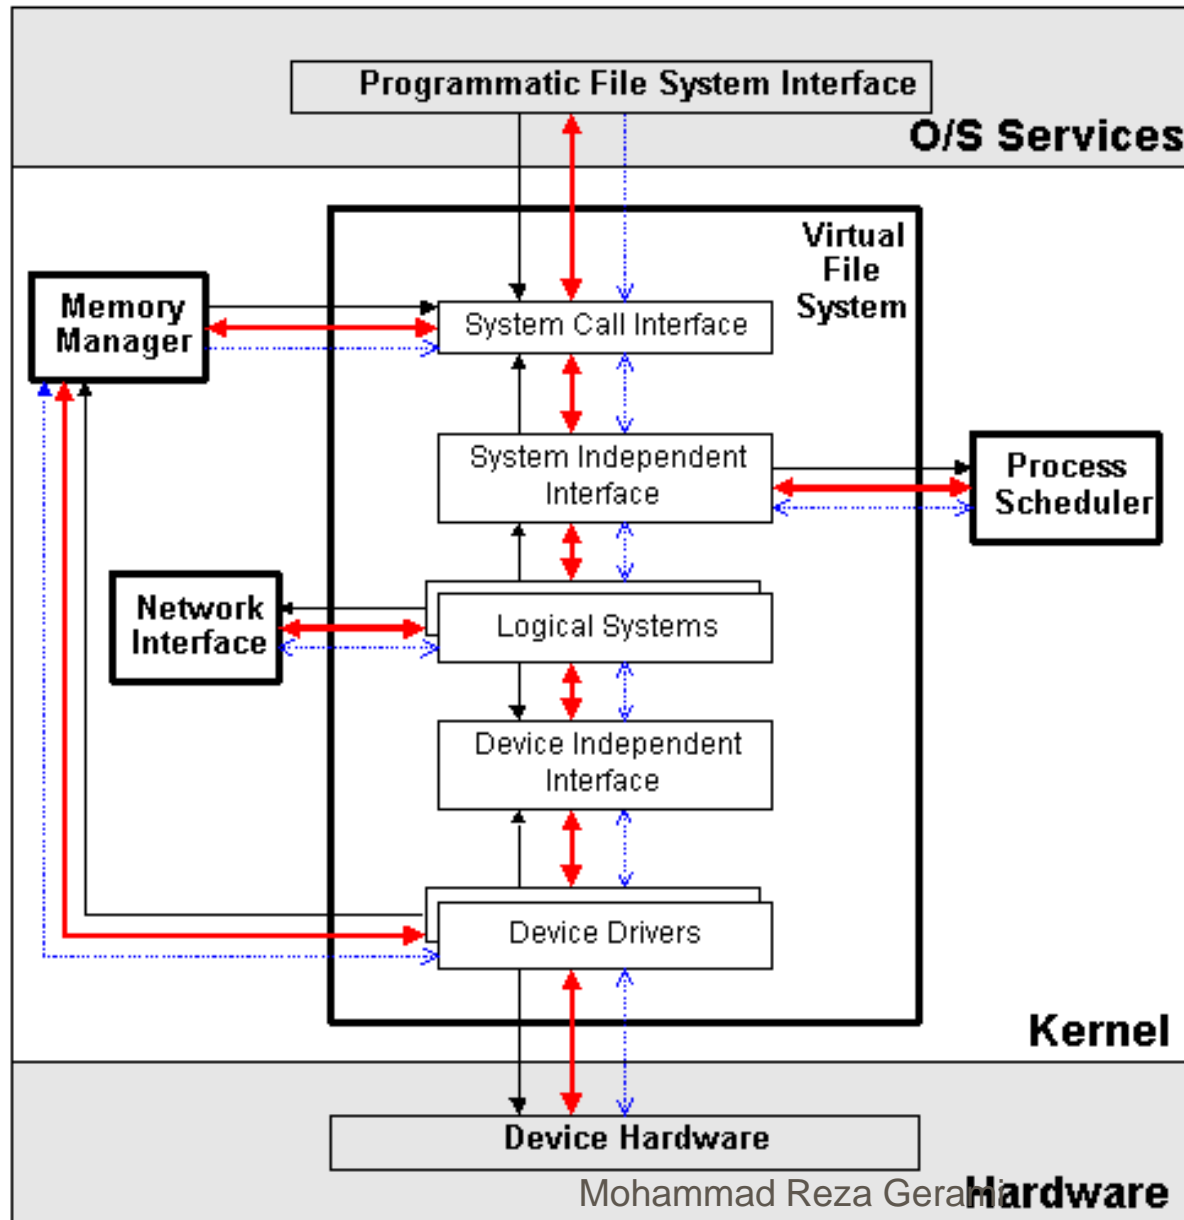 Programmatic File System Interface
O/S Services
Virtual
File
System
Memory
Manager
System Call Interface
System Independent
Interface
Process
Scheduler
Network
Interface
Logical Systems
Device Independent
Interface
Device Drivers
Kernel
Device Hardware
Mohammad Reza Gerami
Hardware